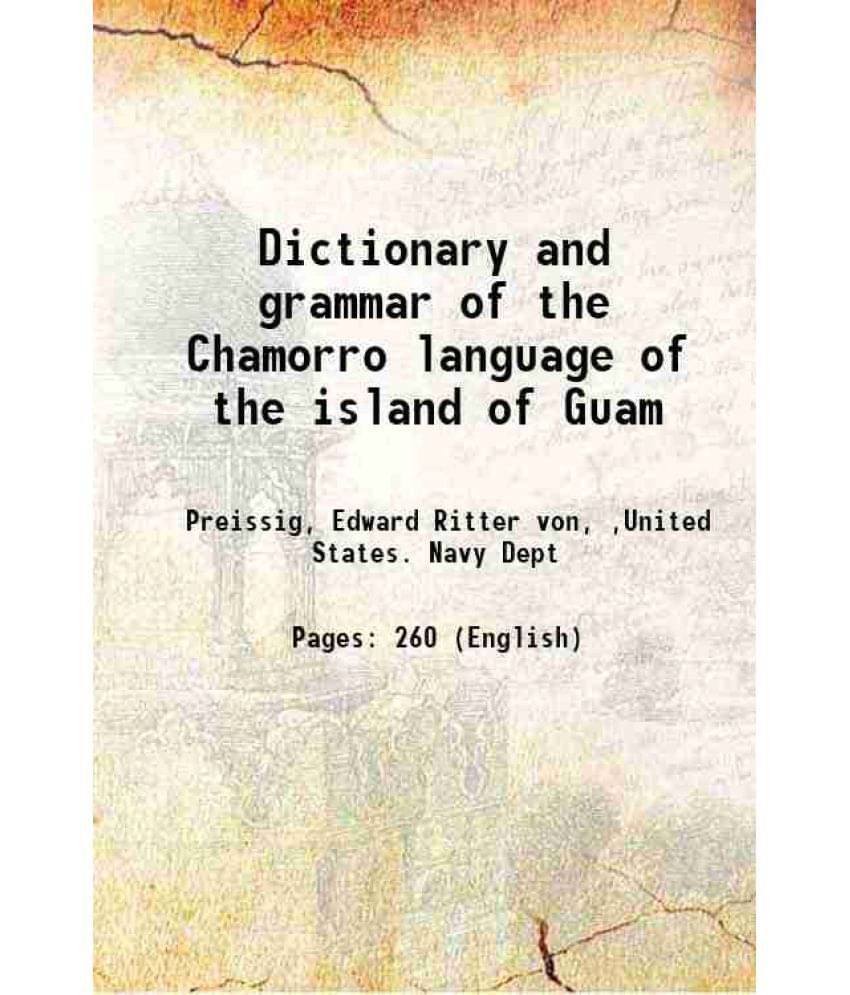 Dictionary and
grammar of the
Chamorro language of
the island of Guam
Preissig, Edward Ritter von, ,United
States. Navy Dept
Pages: 260 (English)